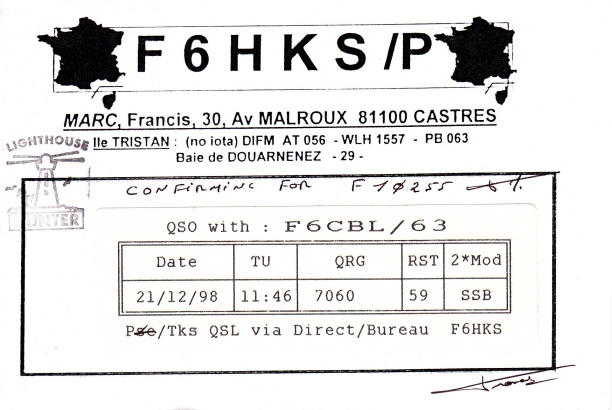 F6HKS/P
MARC, Francis, 30, Av MALROUX 81100 CASTRES
Ile TRISTAN : (no iota) DIFM AT 056 - WLH 1557 - PB 063
Baie de DOUARNENEZ - 29 -
LIGHTHOUSE
HUNTER
CONFIRMING FOR F 1Ø255
QSO with : F6CBL/63
Date TU QRG RST 2*Mod
21/12/98 11:46 7060 59 SSB
Pse/Tks QSL via Direct/Bureau F6HKS